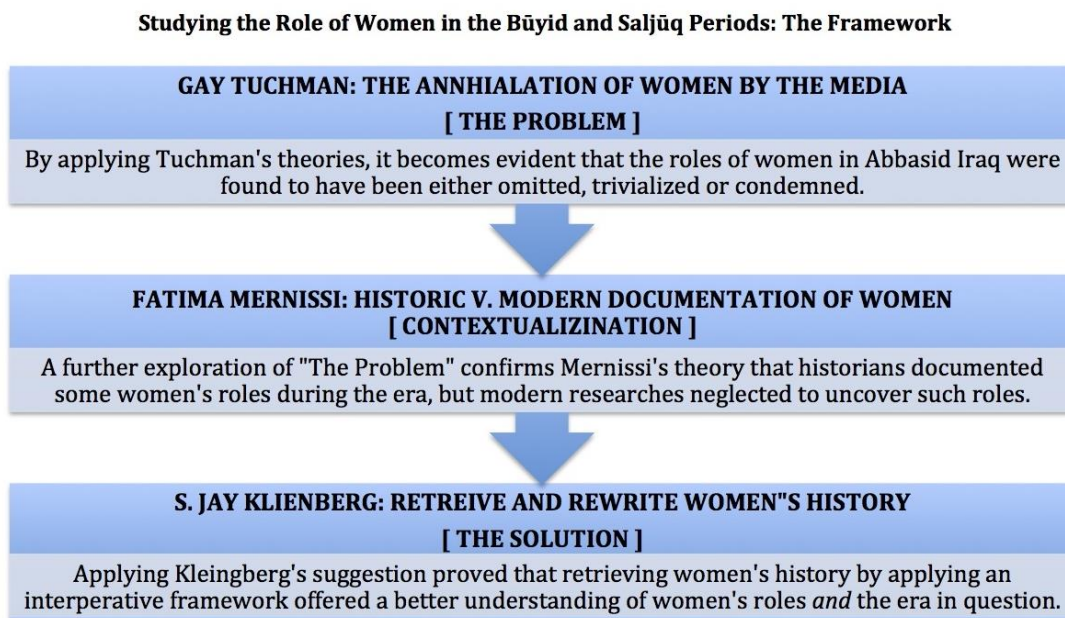 Studying the Role of Women in the Būyid and Saljūq Periods: The Framework
GAY TUCHMAN: THE ANNHIALATION OF WOMEN BY THE MEDIA
[ THE PROBLEM ]
By applying Tuchman's theories, it becomes evident that the roles of women in Abbasid Iraq were
found to have been either omitted, trivialized or condemned.
FATIMA MERNISSI: HISTORIC V. MODERN DOCUMENTATION OF WOMEN
[ CONTEXTUALIZINATION ]
A further exploration of "The Problem" confirms Mernissi's theory that historians documented
some women's roles during the era, but modern researches neglected to uncover such roles.
S. JAY KLIENBERG: RETREIVE AND REWRITE WOMEN"S HISTORY
[ THE SOLUTION ]
Applying Kleingberg's suggestion proved that retrieving women's history by applying an
interperative framework offered a better understanding of women's roles and the era in question.